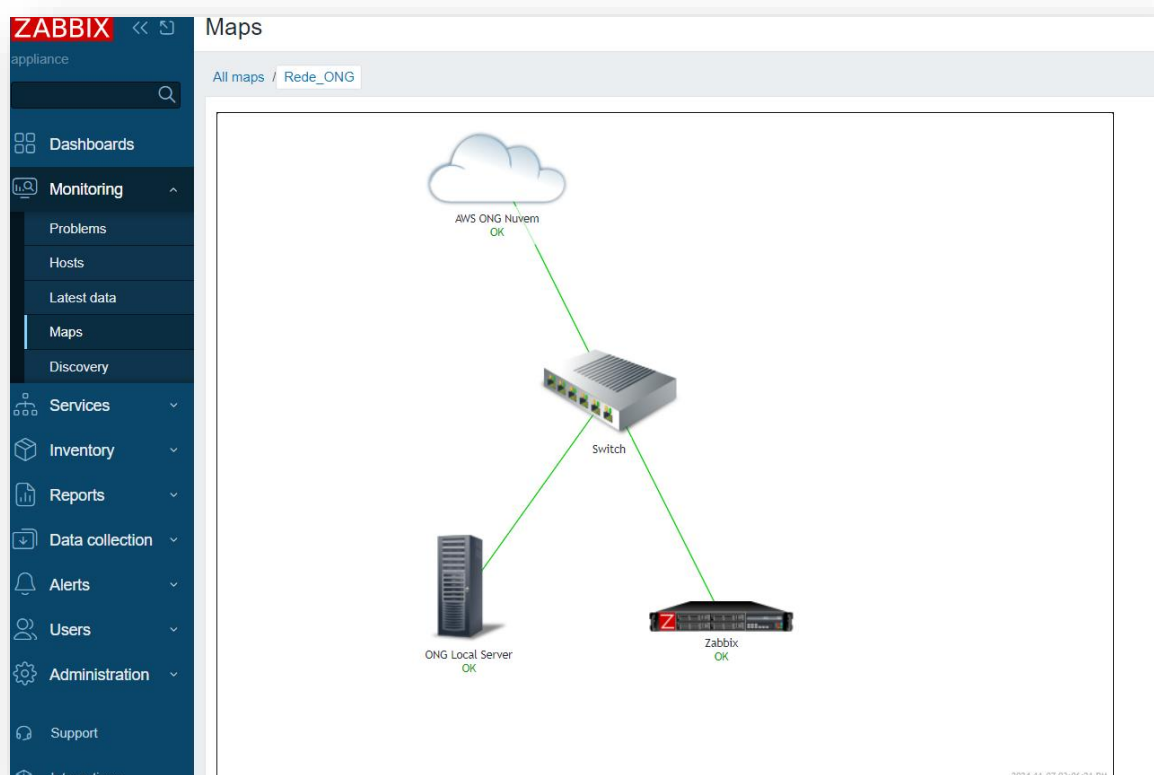 ZABBIX
appliance
Dashboards
Monitoring
Problems
Hosts
Latest data
Maps
Discovery
Services
Inventory
Reports
Data collection
Alerts
Users
Administration
Support
Maps
All maps / Rede_ONG
AWS ONG Nuvem
OK
Switch
ONG Local Server
OK
Z
Zabbix
OK